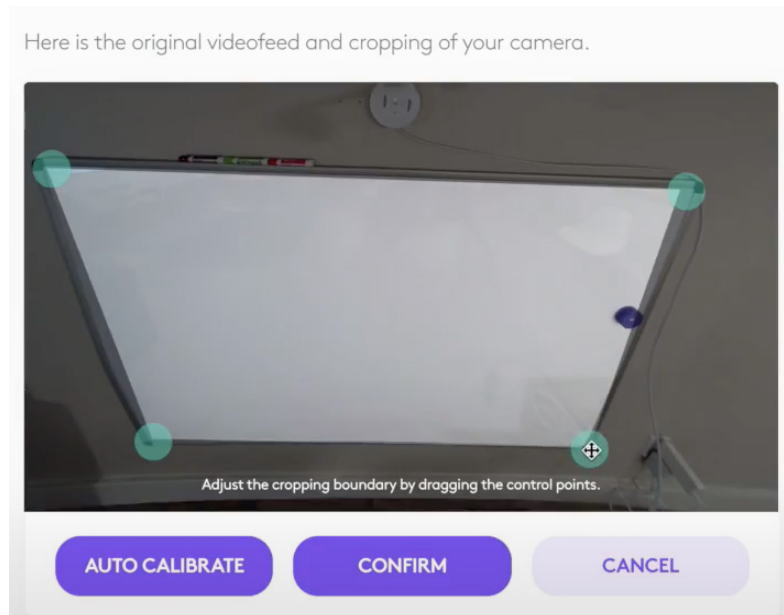 Here is the original videofeed and cropping of your camera.
Adjust the cropping boundary by dragging the control points.
AUTO CALIBRATE
CONFIRM
CANCEL